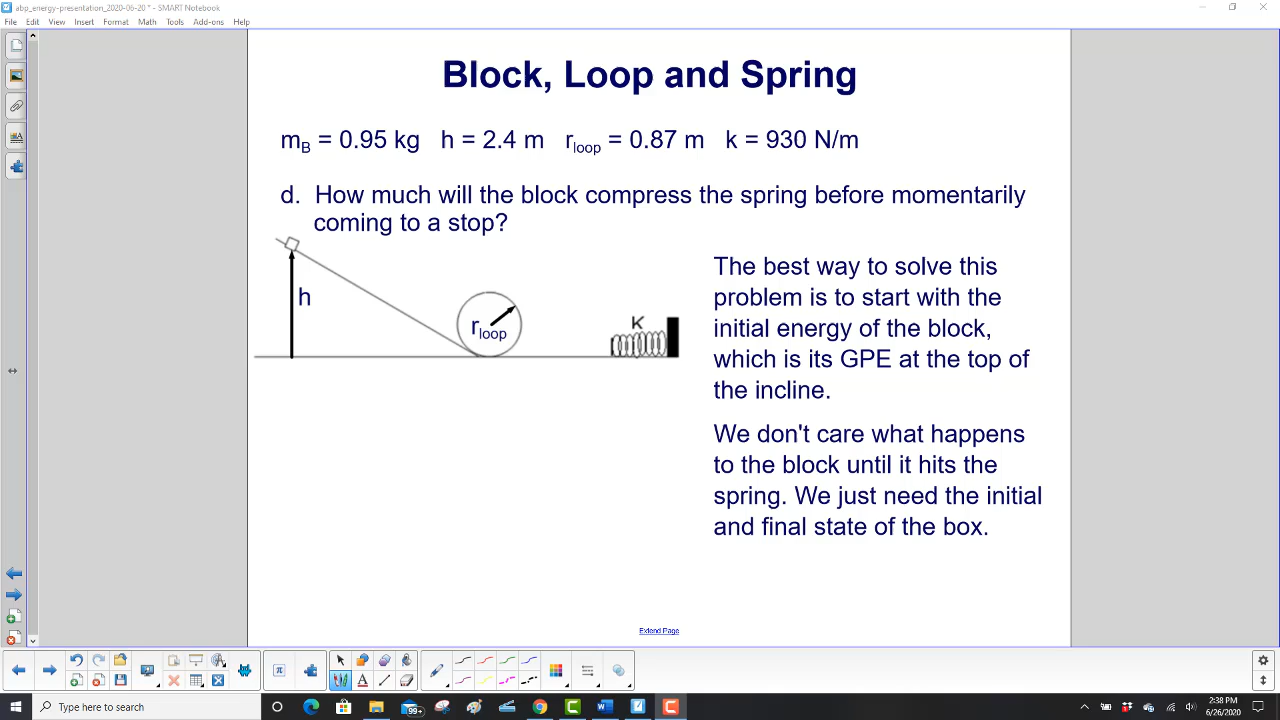 abp_energy-presentation_2020-06-20 * - SMART Notebook
File Edit View Insert Format Math Tools Add-ons Help
Block, Loop and Spring
mB = 0.95 kg h = 2.4 m rloop = 0.87 m k = 930 N/m
d. How much will the block compress the spring before momentarily
coming to a stop?
h
rloop
K
The best way to solve this
problem is to start with the
initial energy of the block,
which is its GPE at the top of
the incline.
We don't care what happens
to the block until it hits the
spring. We just need the initial
and final state of the box.
Extend Page
Type here to search
99+
2:38 PM
6/26/2020